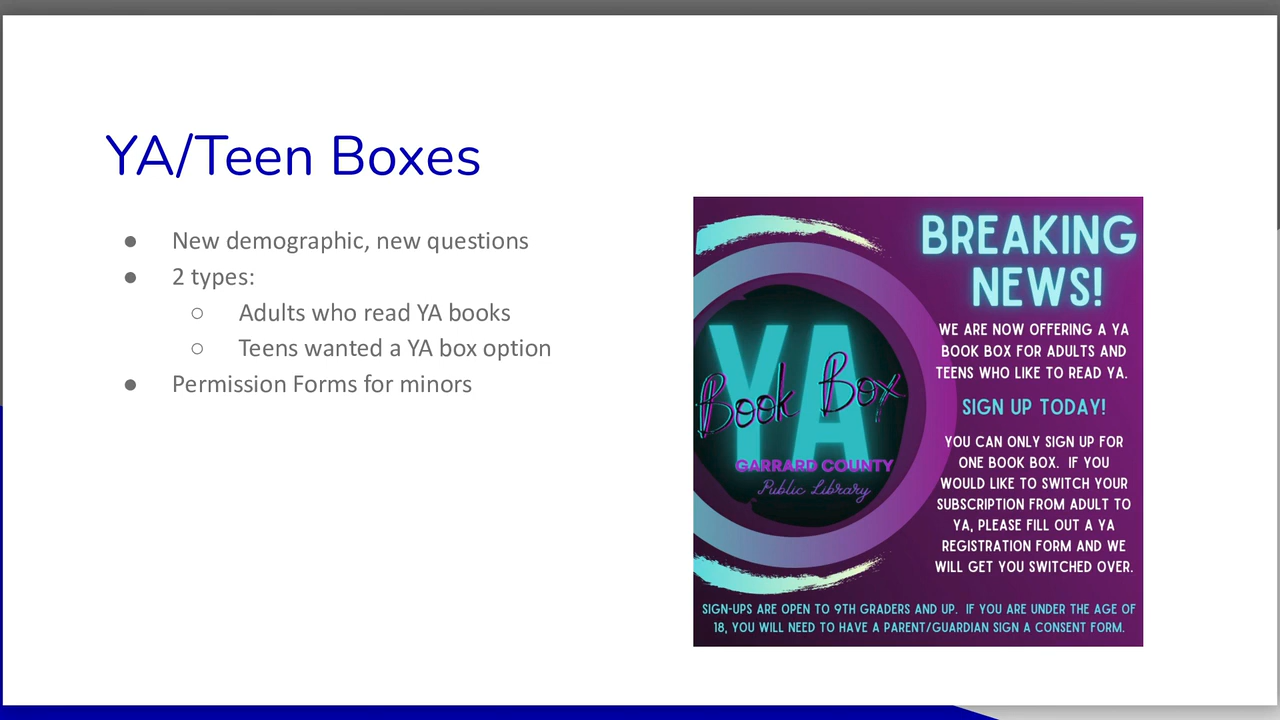 YA/Teen Boxes
● New demographic, new questions
● 2 types:
○ Adults who read YA books
○ Teens wanted a YA box option
● Permission Forms for minors
YA
Book Box
GARRARD COUNTY
Public Library
BREAKING
NEWS!
WE ARE NOW OFFERING A YA
BOOK BOX FOR ADULTS AND
TEENS WHO LIKE TO READ YA.
SIGN UP TODAY!
YOU CAN ONLY SIGN UP FOR
ONE BOOK BOX. IF YOU
WOULD LIKE TO SWITCH YOUR
SUBSCRIPTION FROM ADULT TO
YA, PLEASE FILL OUT A YA
REGISTRATION FORM AND WE
WILL GET YOU SWITCHED OVER.
SIGN-UPS ARE OPEN TO 9TH GRADERS AND UP. IF YOU ARE UNDER THE AGE OF
18, YOU WILL NEED TO HAVE A PARENT/GUARDIAN SIGN A CONSENT FORM.